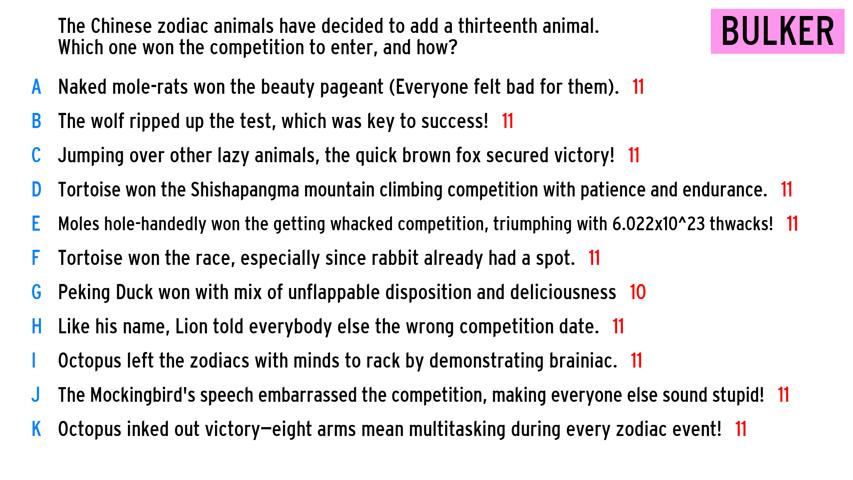 The Chinese zodiac animals have decided to add a thirteenth animal.
Which one won the competition to enter, and how?
BULKER
A Naked mole-rats won the beauty pageant (Everyone felt bad for them). 11
B The wolf ripped up the test, which was key to success! 11
C Jumping over other lazy animals, the quick brown fox secured victory! 11
D Tortoise won the Shishapangma mountain climbing competition with patience and endurance. 11
E Moles hole-handedly won the getting whacked competition, triumphing with 6.022x10^23 thwacks! 11
F Tortoise won the race, especially since rabbit already had a spot. 11
G Peking Duck won with mix of unflappable disposition and deliciousness 10
H Like his name, Lion told everybody else the wrong competition date. 11
I Octopus left the zodiacs with minds to rack by demonstrating brainiac. 11
J The Mockingbird's speech embarrassed the competition, making everyone else sound stupid! 11
K Octopus inked out victory—eight arms mean multitasking during every zodiac event! 11